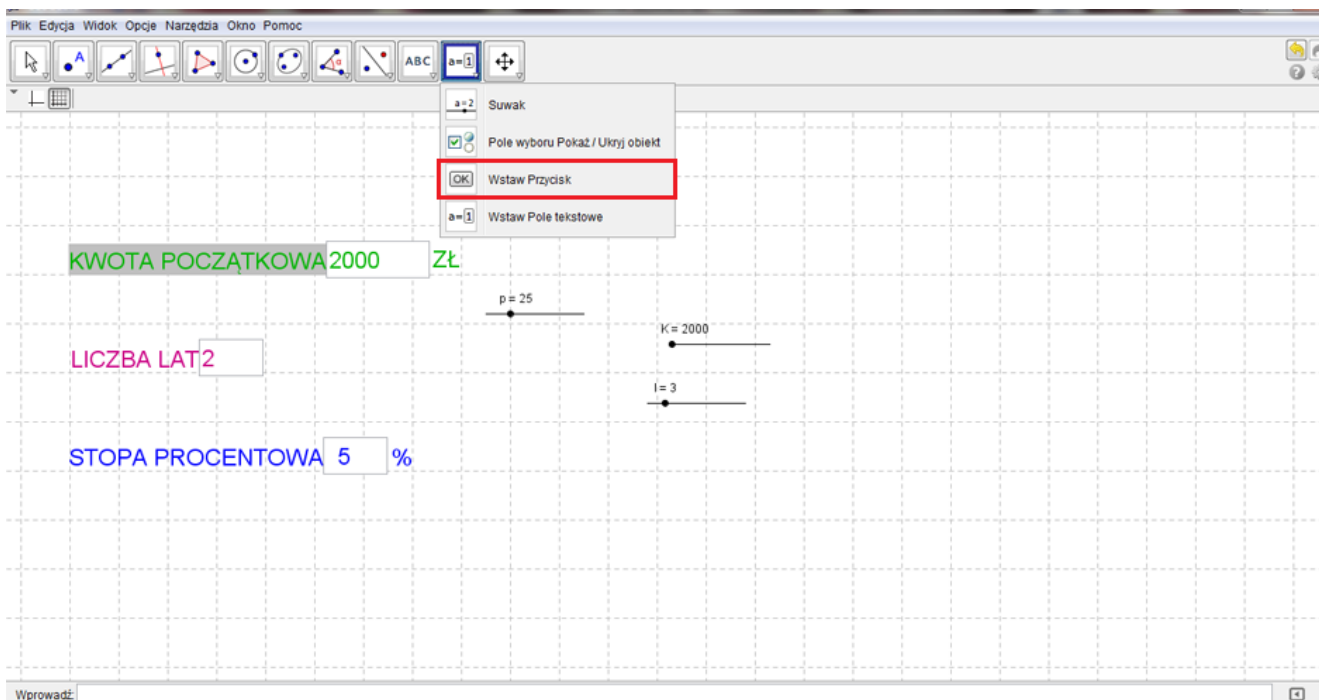 Plik Edycja Widok Opcje Narzędzia Okno Pomoc
A ABC a=1
a=2 Suwak
Pole wyboru Pokaż / Ukryj obiekt
OK Wstaw Przycisk
a=1 Wstaw Pole tekstowe
KWOTA POCZĄTKOWA 2000 ZŁ
p = 25
K = 2000
LICZBA LAT 2
l = 3
STOPA PROCENTOWA 5 %
Wprowadź: